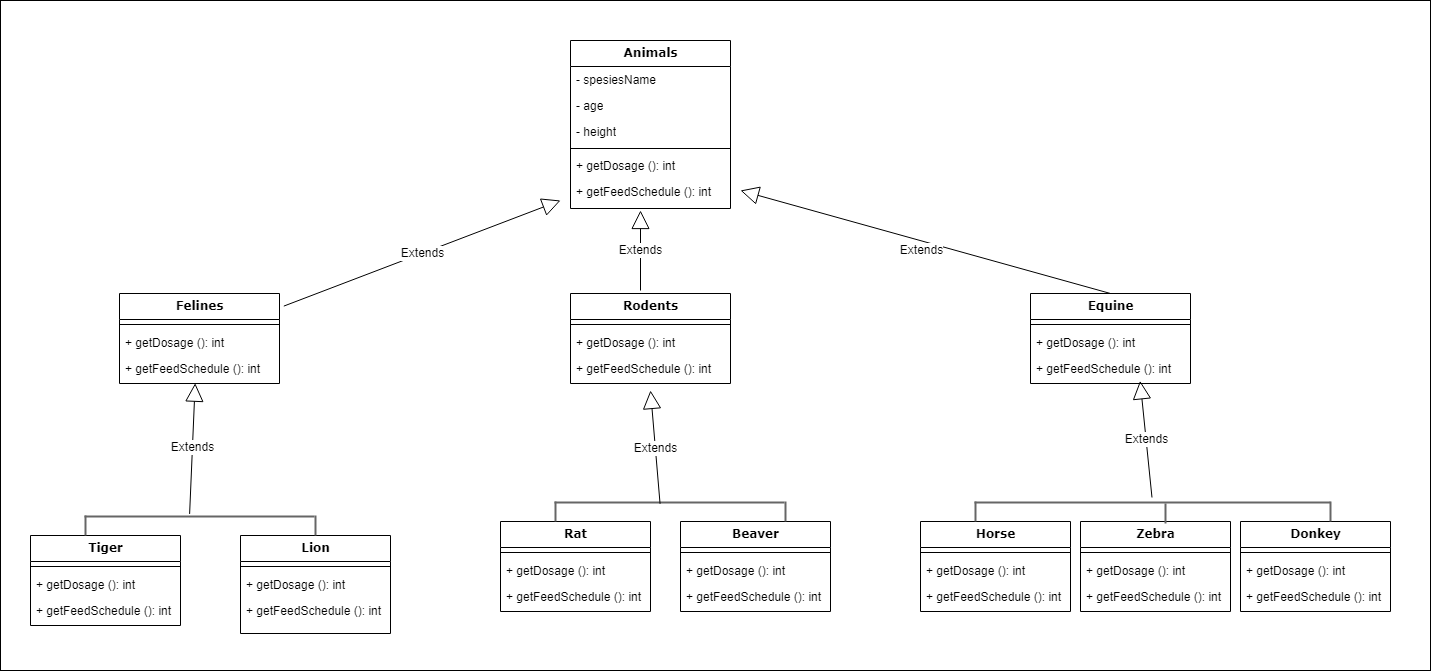 Animals
- spesiesName
- age
- height
+ getDosage (): int
+ getFeedSchedule (): int
Extends
Extends
Extends
Felines
+ getDosage (): int
+ getFeedSchedule (): int
Rodents
+ getDosage (): int
+ getFeedSchedule (): int
Equine
+ getDosage (): int
+ getFeedSchedule (): int
Extends
Extends
Extends
Tiger
+ getDosage (): int
+ getFeedSchedule (): int
Lion
+ getDosage (): int
+ getFeedSchedule (): int
Rat
+ getDosage (): int
+ getFeedSchedule (): int
Beaver
+ getDosage (): int
+ getFeedSchedule (): int
Horse
+ getDosage (): int
+ getFeedSchedule (): int
Zebra
+ getDosage (): int
+ getFeedSchedule (): int
Donkey
+ getDosage (): int
+ getFeedSchedule (): int